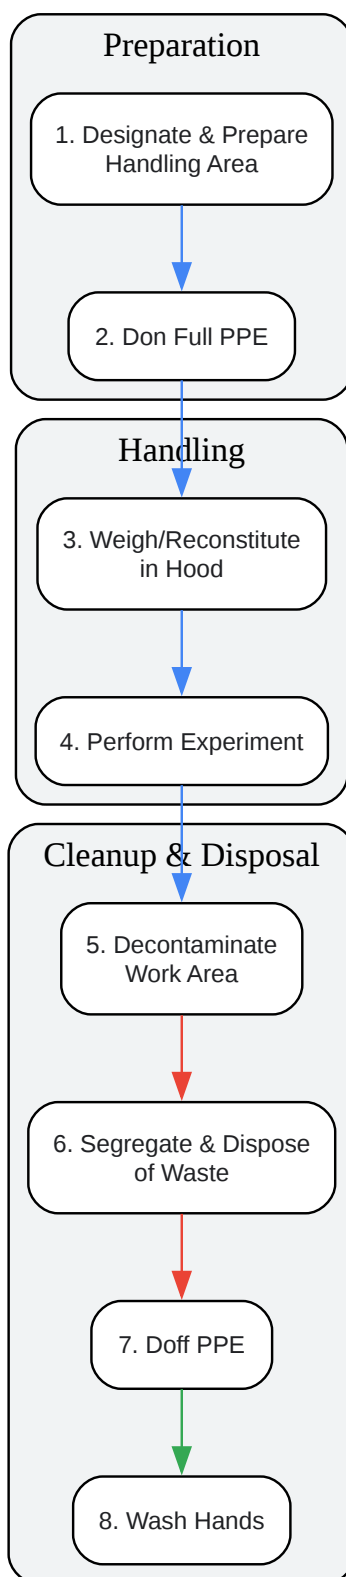 Preparation
1. Designate & Prepare
Handling Area
2. Don Full PPE
Handling
3. Weigh/Reconstitute
in Hood
4. Perform Experiment
Cleanup & Disposal
5. Decontaminate
Work Area
6. Segregate & Dispose
of Waste
7. Doff PPE
8. Wash Hands